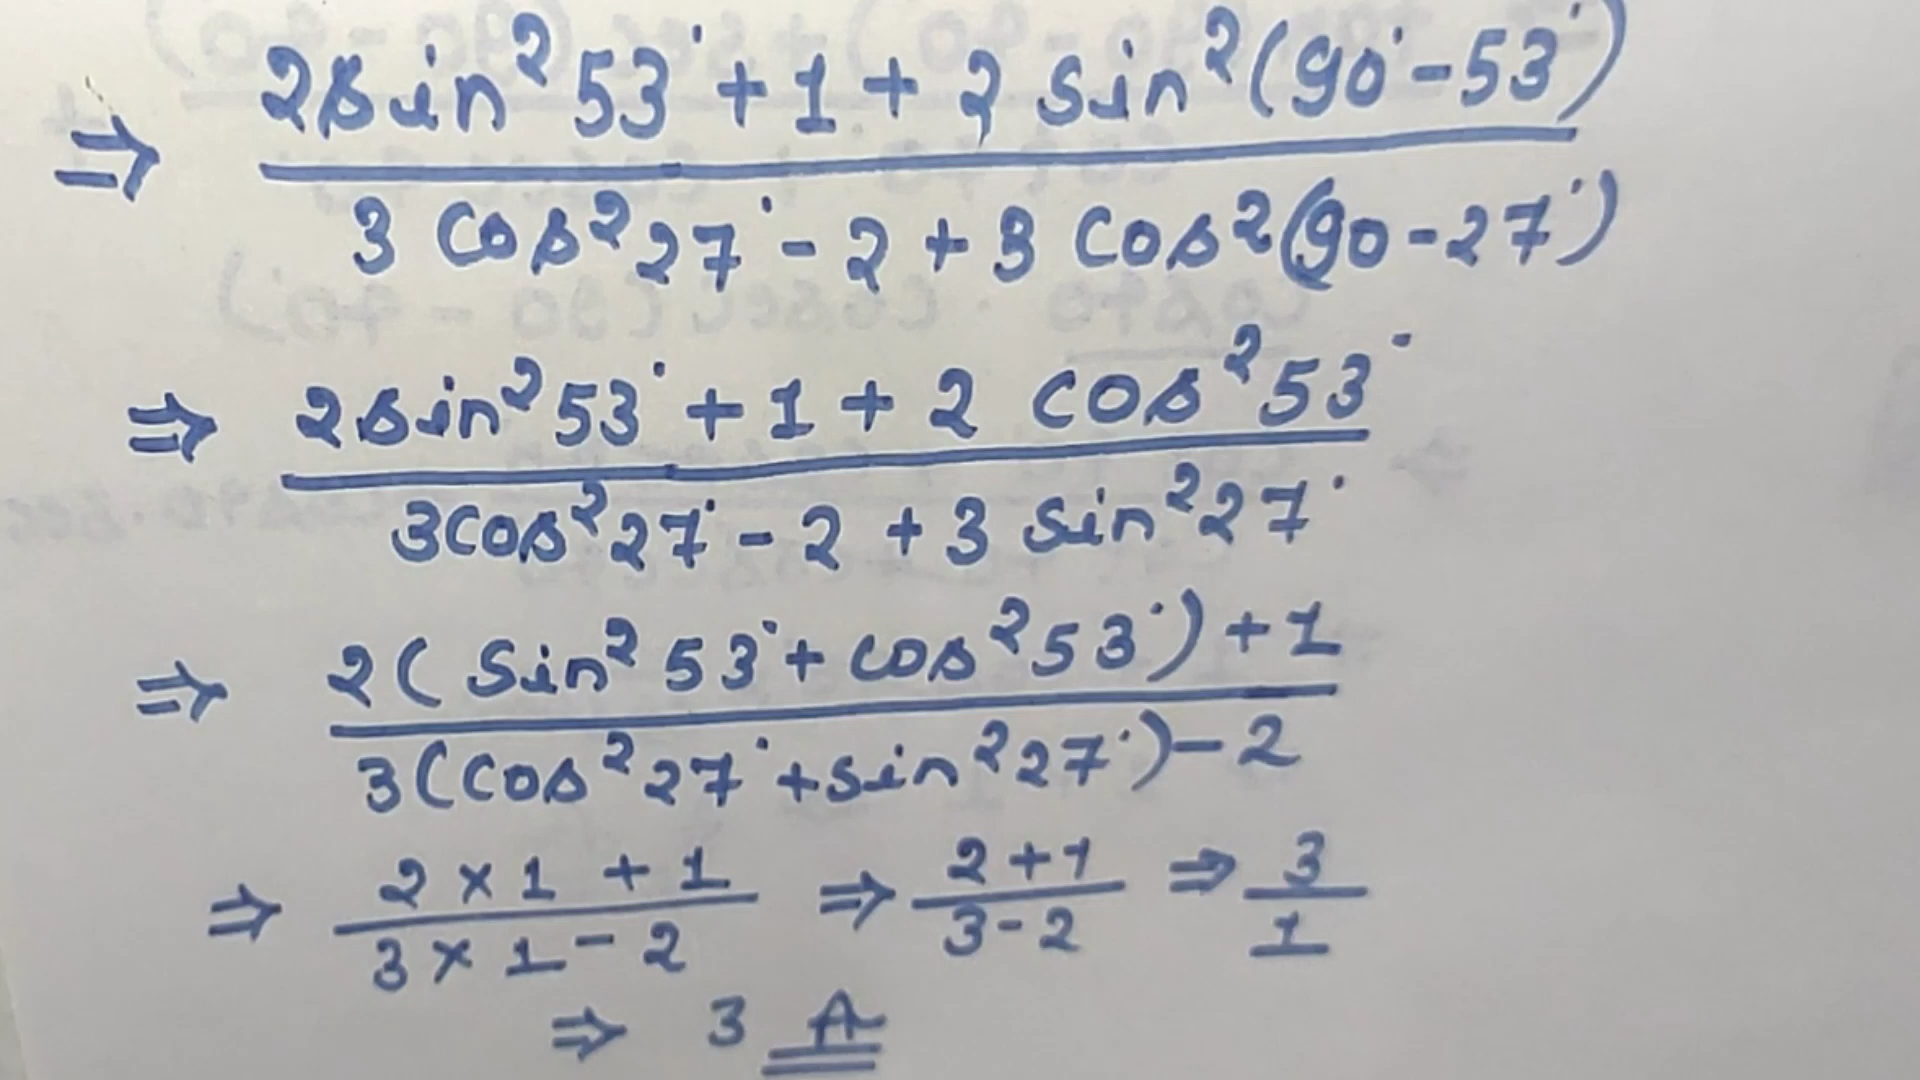 ⇒ 2sin²53° + 1 + 2 sin²(90°-53°)
3 cos²27° - 2 + 3 cos²(90-27°)
⇒ 2sin²53° + 1 + 2 cos²53°
3cos²27° - 2 + 3 sin²27°
⇒ 2(sin²53° + cos²53°) + 1
3(cos²27° + sin²27°) - 2
⇒ 2 × 1 + 1 ⇒ 2 + 1 ⇒ 3
3 × 1 - 2 3 - 2 1
⇒ 3 A